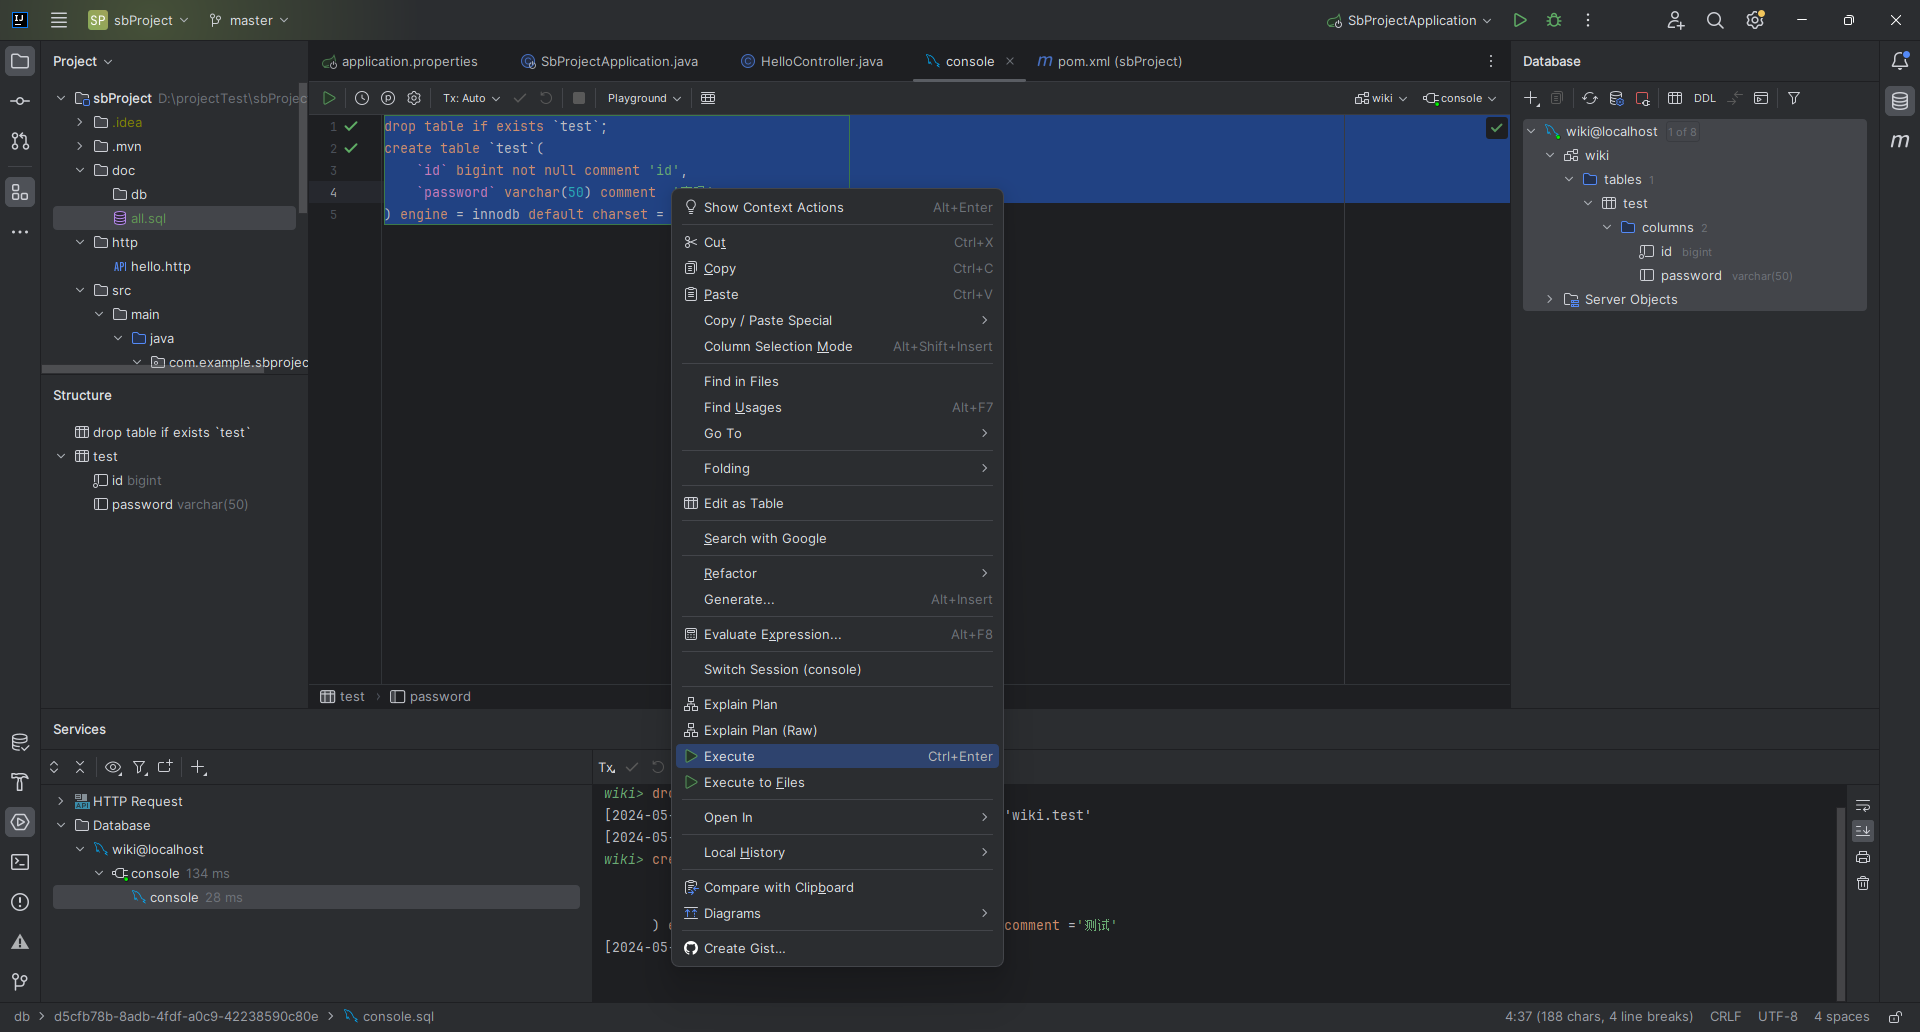 SP sbProject master SbProjectApplication
Project
application.properties SbProjectApplication.java HelloController.java console pom.xml (sbProject)
Database
sbProject D:\projectTest\sbProjec
.idea
.mvn
doc
db
all.sql
http
hello.http
src
main
java
com.example.sbprojec
Structure
drop table if exists `test`
test
id bigint
password varchar(50)
Tx: Auto Playground wiki console
1 drop table if exists `test`;
2 create table `test`(
3 `id` bigint not null comment 'id',
4 `password` varchar(50) comment
5 ) engine = innodb default charset =
test password
Show Context Actions Alt+Enter
Cut Ctrl+X
Copy Ctrl+C
Paste Ctrl+V
Copy / Paste Special
Column Selection Mode Alt+Shift+Insert
Find in Files
Find Usages Alt+F7
Go To
Folding
Edit as Table
Search with Google
Refactor
Generate... Alt+Insert
Evaluate Expression... Alt+F8
Switch Session (console)
Explain Plan
Explain Plan (Raw)
Execute Ctrl+Enter
Execute to Files
Open In
Local History
Compare with Clipboard
Diagrams
Create Gist...
DDL
wiki@localhost 1 of 8
wiki
tables 1
test
columns 2
id bigint
password varchar(50)
Server Objects
Services
HTTP Request
Database
wiki@localhost
console 134 ms
console 28 ms
Tx
wiki> dro
[2024-05- 'wiki.test'
[2024-05-
wiki> cre
) e comment ='测试'
[2024-05-
db d5cfb78b-8adb-4fdf-a0c9-42238590c80e console.sql
4:37 (188 chars, 4 line breaks) CRLF UTF-8 4 spaces